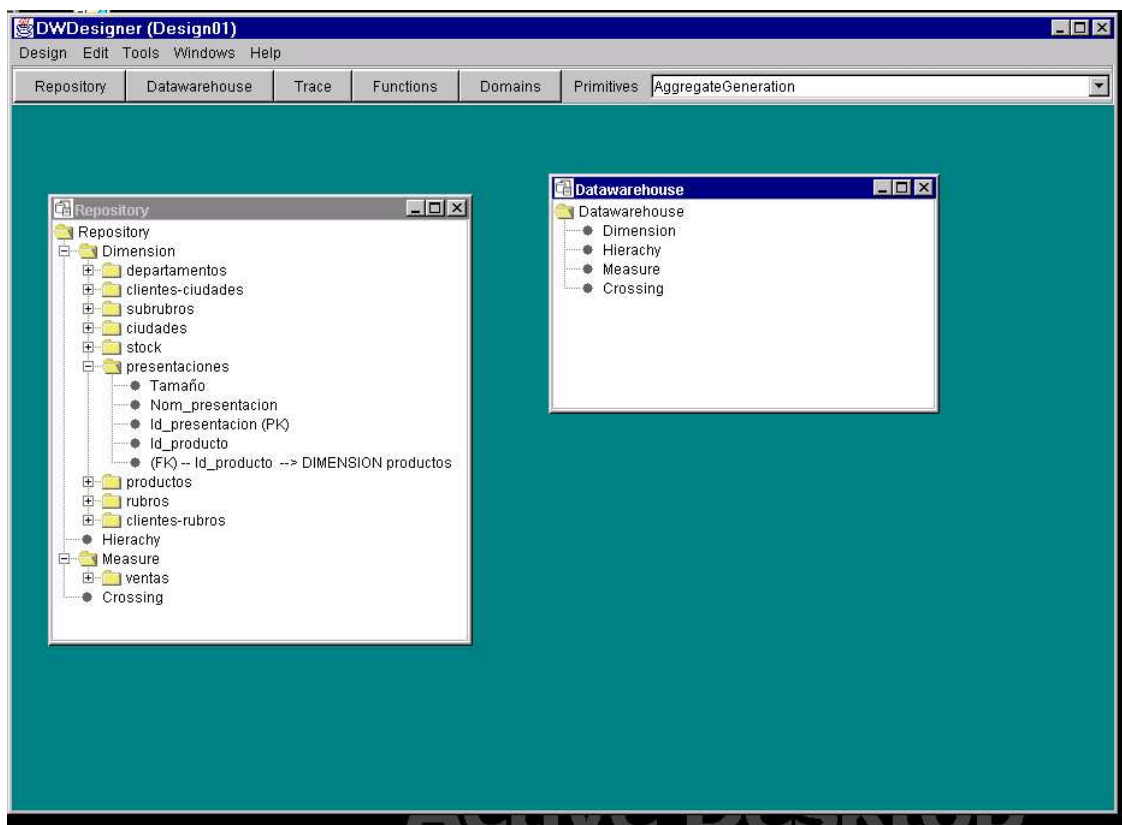 DWDesigner (Design01)
Design Edit Tools Windows Help
Repository Datawarehouse Trace Functions Domains Primitives AggregateGeneration
Repository
Repository
Dimension
departamentos
clientes-ciudades
subrubros
ciudades
stock
presentaciones
Tamaño
Nom_presentacion
Id_presentacion (PK)
Id_producto
(FK) -- Id_producto --> DIMENSION productos
productos
rubros
clientes-rubros
Hierachy
Measure
ventas
Crossing
Datawarehouse
Datawarehouse
Dimension
Hierachy
Measure
Crossing
Active Desktop